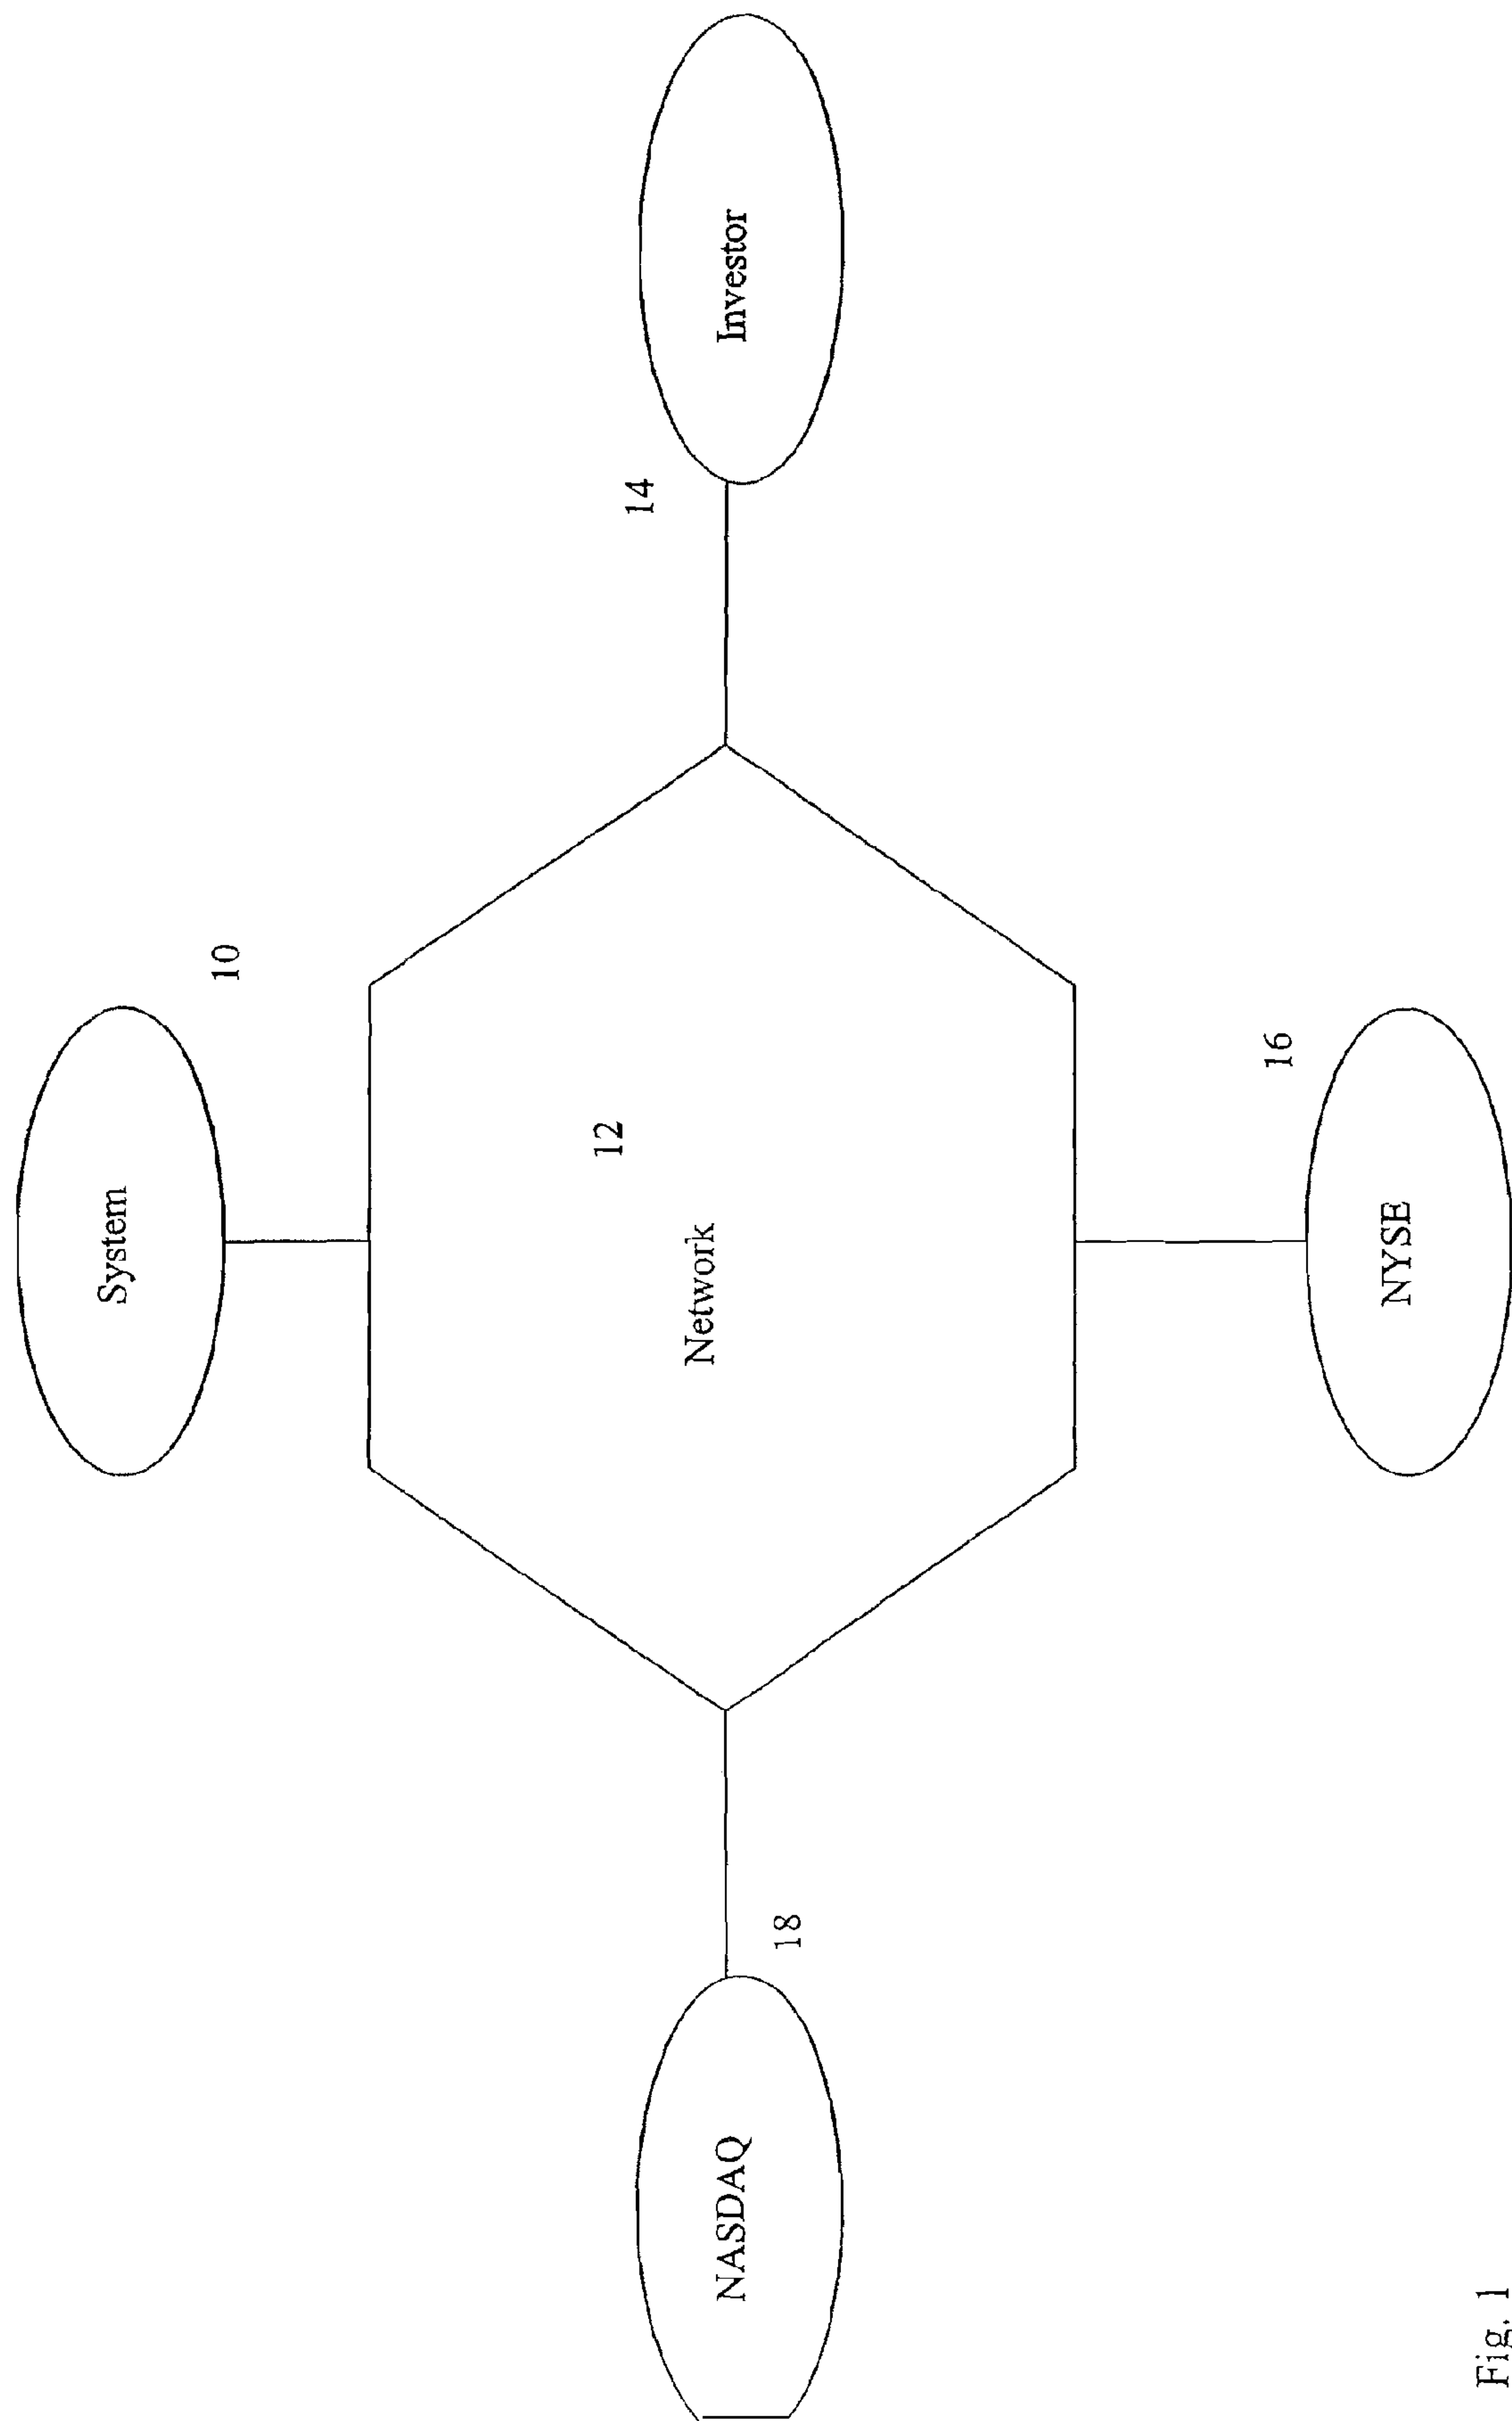 System
10
14
Investor
12
Network
NASDAQ
18
16
NYSE
Fig. 1